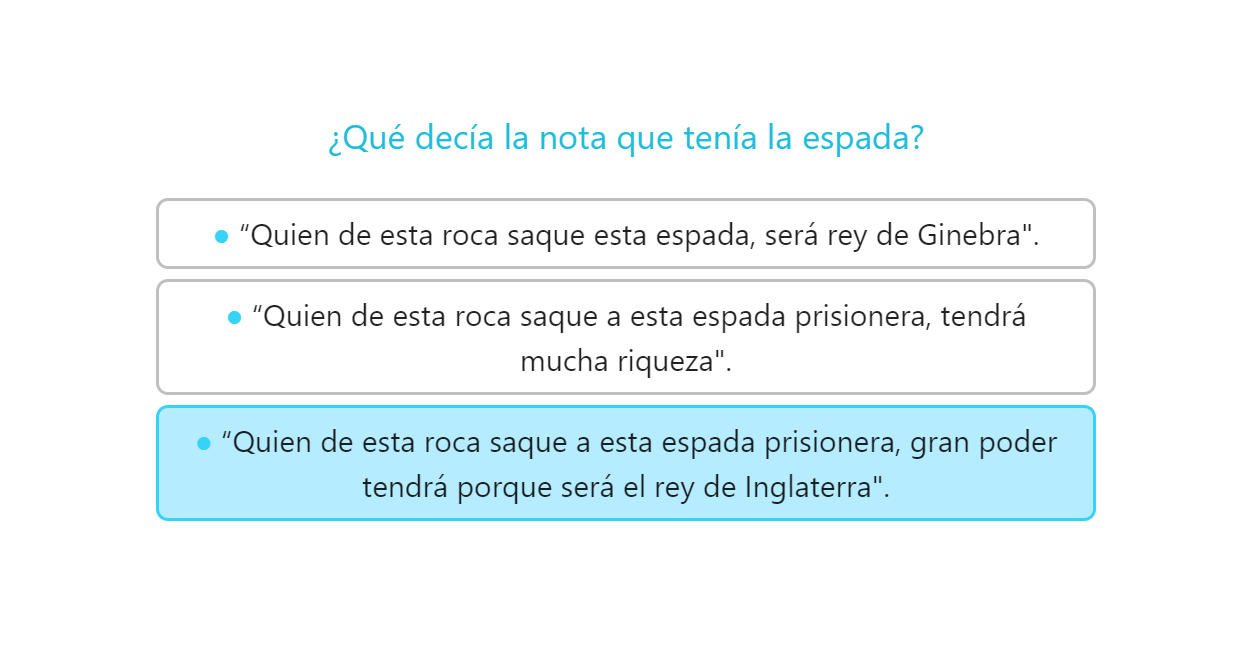 ¿Qué decía la nota que tenía la espada?
● “Quien de esta roca saque esta espada, será rey de Ginebra".
● “Quien de esta roca saque a esta espada prisionera, tendrá
mucha riqueza".
● “Quien de esta roca saque a esta espada prisionera, gran poder
tendrá porque será el rey de Inglaterra".